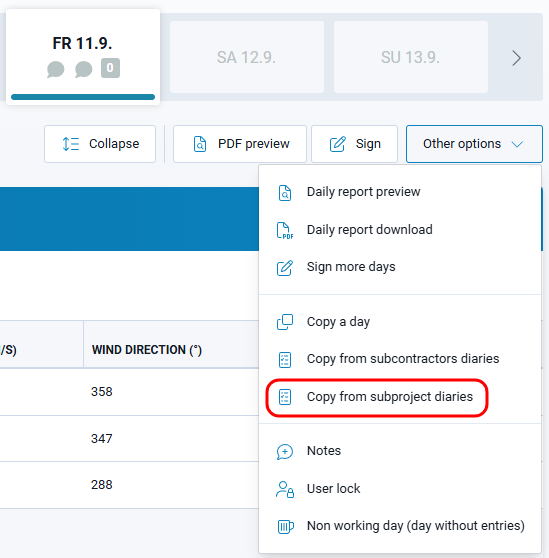 FR 11.9.
0
SA 12.9.
SU 13.9.
Collapse
PDF preview
Sign
Other options
Daily report preview
PDF
Daily report download
Sign more days
Copy a day
Copy from subcontractors diaries
Copy from subproject diaries
Notes
User lock
Non working day (day without entries)
/S)
WIND DIRECTION (°)
358
347
288